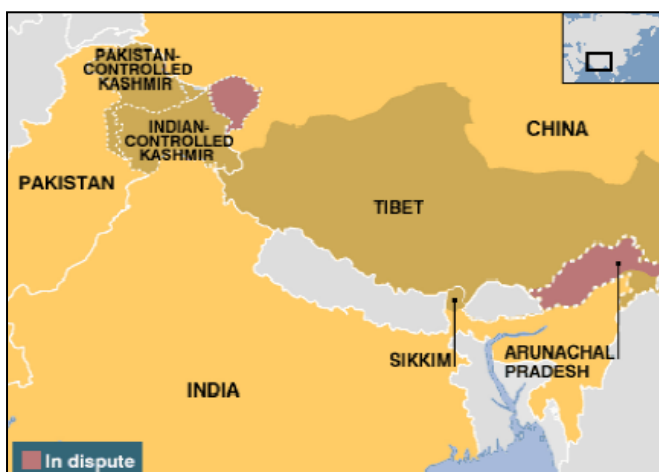 PAKISTAN-
CONTROLLED
KASHMIR
INDIAN-
CONTROLLED
KASHMIR
CHINA
PAKISTAN
TIBET
SIKKIM
ARUNACHAL
PRADESH
INDIA
In dispute